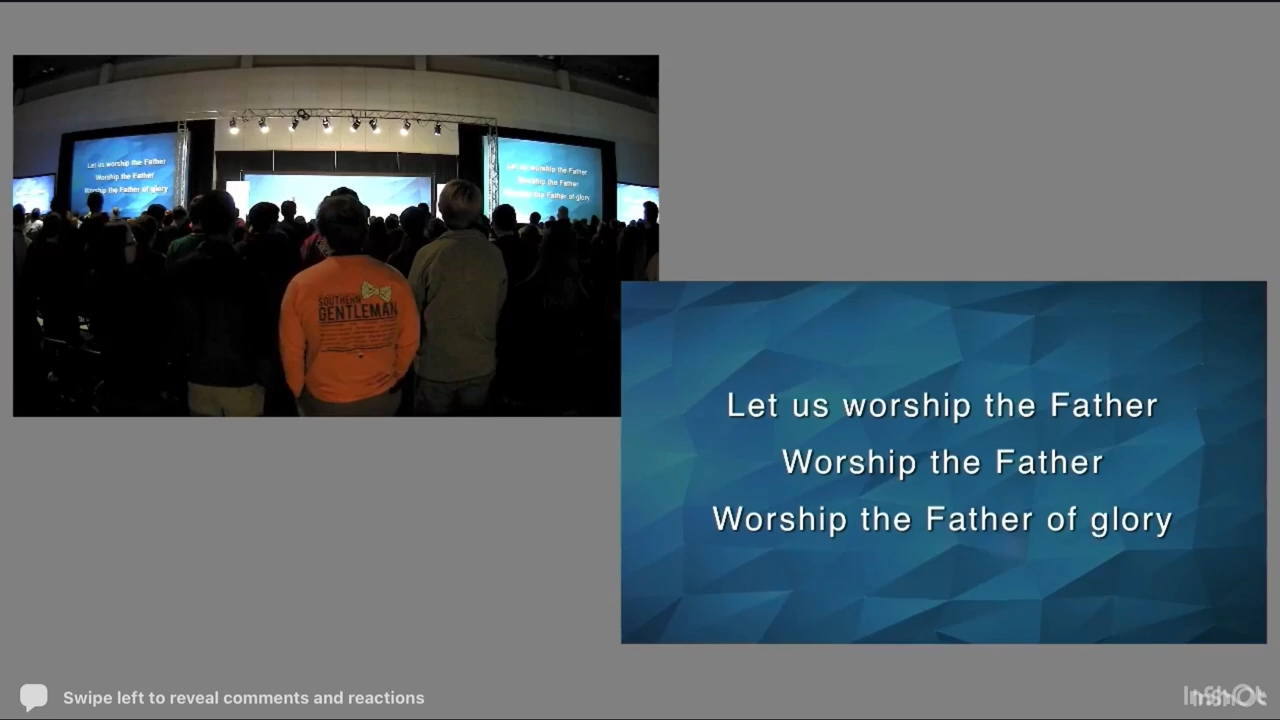 Let us worship the Father
Worship the Father
Worship the Father of glory
Let us worship the Father
Worship the Father
Worship the Father of glory
SOUTHERN
GENTLEMAN
Let us worship the Father
Worship the Father
Worship the Father of glory
Swipe left to reveal comments and reactions